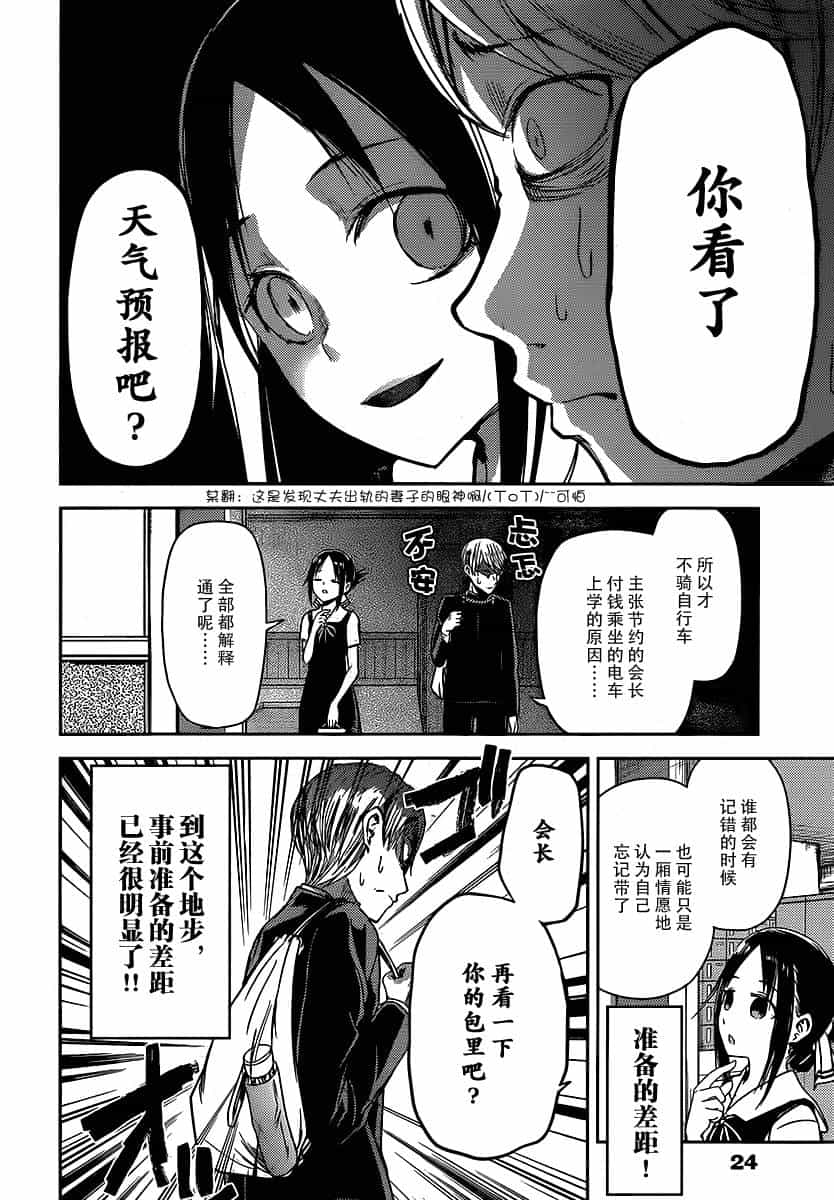 你看了
天气预报吧？
某翻：这是发现丈夫出轨的妻子的眼神啊/(ToT)/~~可怕
所以才
不骑自行车
主张节约的会长
付钱乘坐的电车
上学的原因……
忐忑
不安
全部都解释
通了呢……
谁都会有
记错的时候
也可能只是
一厢情愿地
认为自己
忘记带了
准备的差距！
会长
再看一下
你的包里吧？
到这个地步，
事前准备的差距
已经很明显了!!
24